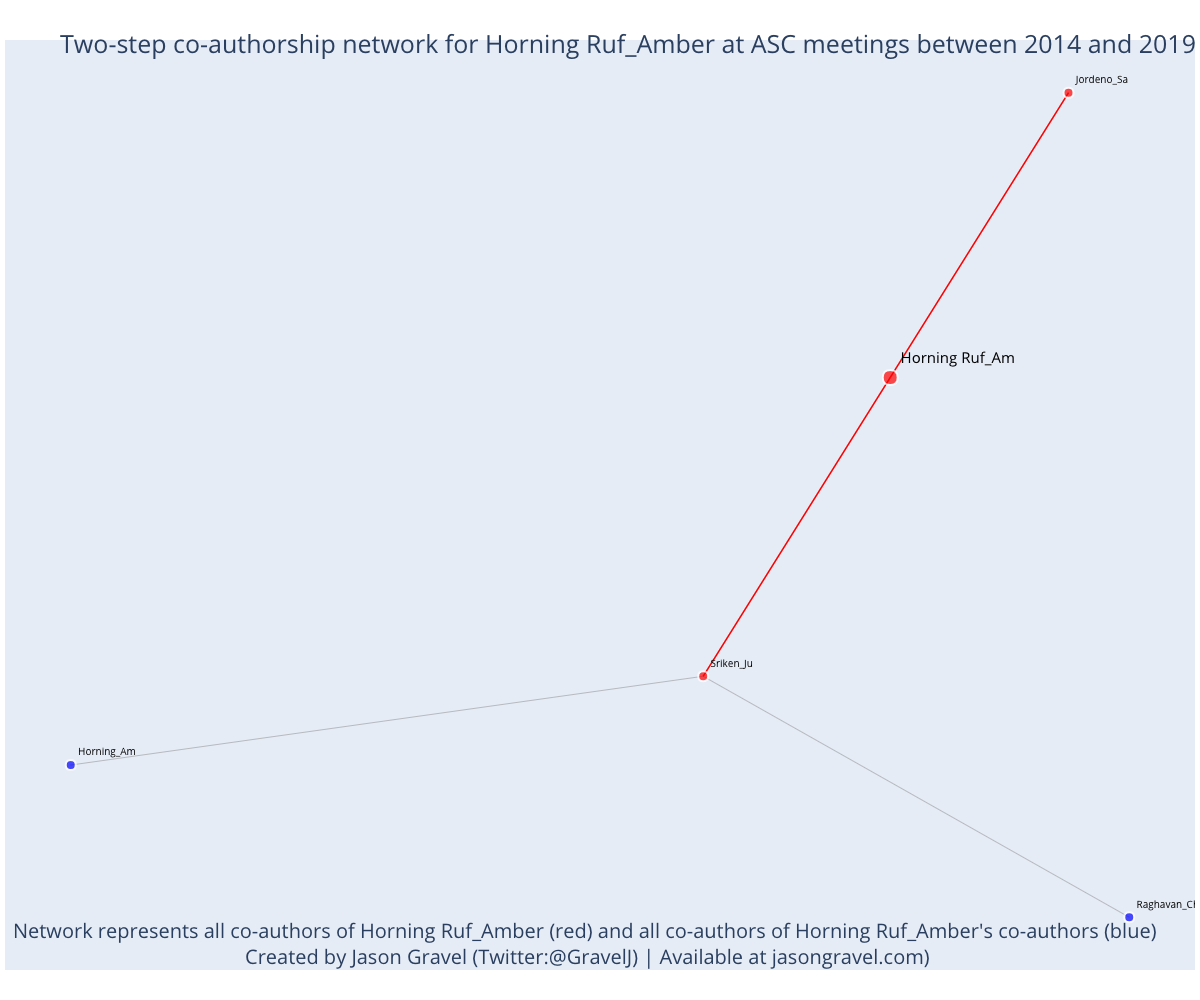 Two-step co-authorship network for Horning Ruf_Amber at ASC meetings between 2014 and 2019
Jordeno_Sa
Horning Ruf_Am
Sriken_Ju
Horning_Am
Raghavan_Ch
Network represents all co-authors of Horning Ruf_Amber (red) and all co-authors of Horning Ruf_Amber's co-authors (blue)
Created by Jason Gravel (Twitter:@GravelJ) | Available at jasongravel.com)